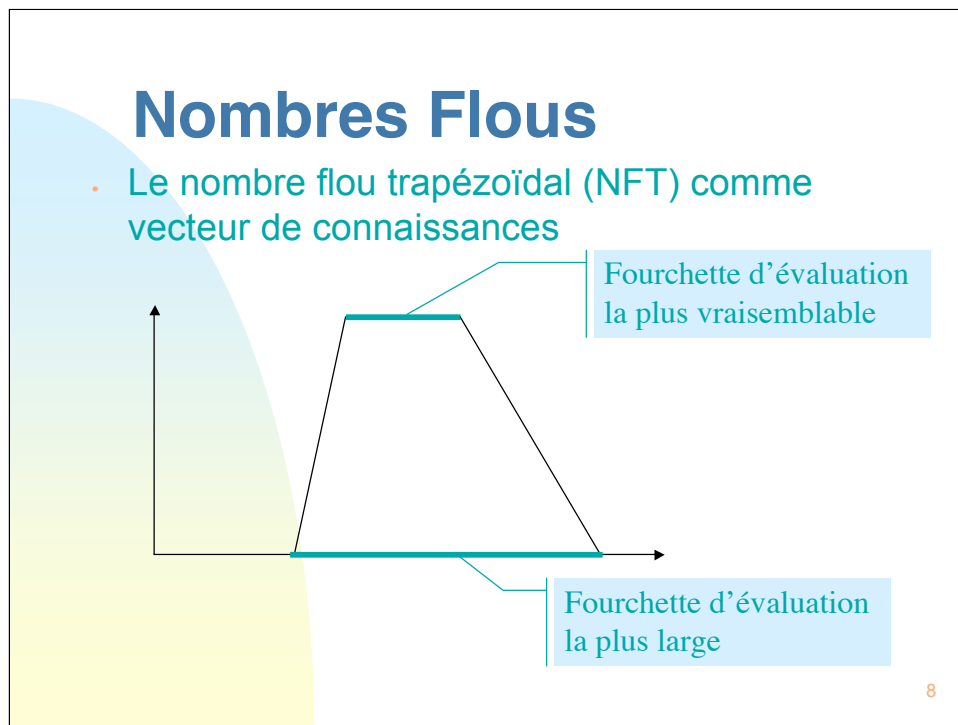 Nombres Flous
• Le nombre flou trapézoïdal (NFT) comme
vecteur de connaissances
Fourchette d’évaluation
la plus vraisemblable
Fourchette d’évaluation
la plus large
8